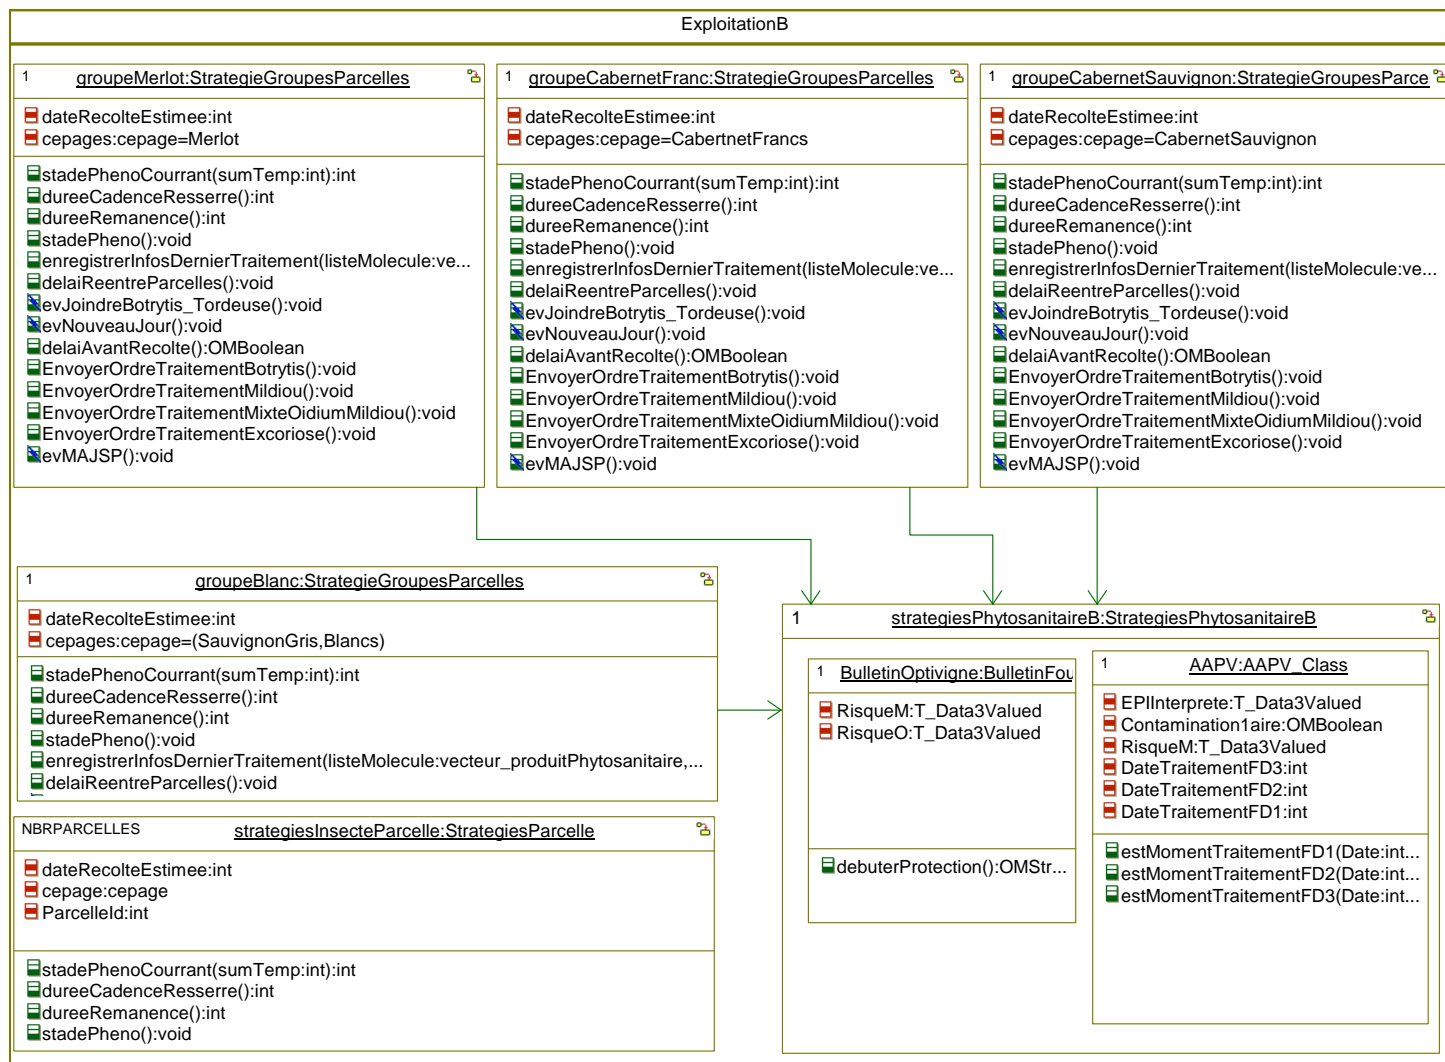 ExploitationB
1 groupeMerlot:StrategieGroupesParcelles
dateRecolteEstimee:int
cepages:cepage=Merlot
stadePhenoCourrant(sumTemp:int):int
dureeCadenceResserre():int
dureeRemanence():int
stadePheno():void
enregistrerInfosDernierTraitement(listeMolecule:ve...
delaiReentreParcelles():void
evJoindreBotrytis_Tordeuse():void
evNouveauJour():void
delaiAvantRecolte():OMBoolean
EnvoyerOrdreTraitementBotrytis():void
EnvoyerOrdreTraitementMildiou():void
EnvoyerOrdreTraitementMixteOidiumMildiou():void
EnvoyerOrdreTraitementExcoriose():void
evMAJSP():void
1 groupeCabernetFranc:StrategieGroupesParcelles
dateRecolteEstimee:int
cepages:cepage=CabertnetFrancs
stadePhenoCourrant(sumTemp:int):int
dureeCadenceResserre():int
dureeRemanence():int
stadePheno():void
enregistrerInfosDernierTraitement(listeMolecule:ve...
delaiReentreParcelles():void
evJoindreBotrytis_Tordeuse():void
evNouveauJour():void
delaiAvantRecolte():OMBoolean
EnvoyerOrdreTraitementBotrytis():void
EnvoyerOrdreTraitementMildiou():void
EnvoyerOrdreTraitementMixteOidiumMildiou():void
EnvoyerOrdreTraitementExcoriose():void
evMAJSP():void
1 groupeCabernetSauvignon:StrategieGroupesParce
dateRecolteEstimee:int
cepages:cepage=CabernetSauvignon
stadePhenoCourrant(sumTemp:int):int
dureeCadenceResserre():int
dureeRemanence():int
stadePheno():void
enregistrerInfosDernierTraitement(listeMolecule:ve...
delaiReentreParcelles():void
evJoindreBotrytis_Tordeuse():void
evNouveauJour():void
delaiAvantRecolte():OMBoolean
EnvoyerOrdreTraitementBotrytis():void
EnvoyerOrdreTraitementMildiou():void
EnvoyerOrdreTraitementMixteOidiumMildiou():void
EnvoyerOrdreTraitementExcoriose():void
evMAJSP():void
1 groupeBlanc:StrategieGroupesParcelles
dateRecolteEstimee:int
cepages:cepage=(SauvignonGris,Blancs)
stadePhenoCourrant(sumTemp:int):int
dureeCadenceResserre():int
dureeRemanence():int
stadePheno():void
enregistrerInfosDernierTraitement(listeMolecule:vecteur_produitPhytosanitaire,...
delaiReentreParcelles():void
NBRPARCELLES strategiesInsecteParcelle:StrategiesParcelle
dateRecolteEstimee:int
cepage:cepage
ParcelleId:int
stadePhenoCourrant(sumTemp:int):int
dureeCadenceResserre():int
dureeRemanence():int
stadePheno():void
1 strategiesPhytosanitaireB:StrategiesPhytosanitaireB
1 BulletinOptivigne:BulletinFou
RisqueM:T_Data3Valued
RisqueO:T_Data3Valued
debuterProtection():OMStr...
1 AAPV:AAPV_Class
EPIInterprete:T_Data3Valued
Contamination1aire:OMBoolean
RisqueM:T_Data3Valued
DateTraitementFD3:int
DateTraitementFD2:int
DateTraitementFD1:int
estMomentTraitementFD1(Date:int...
estMomentTraitementFD2(Date:int...
estMomentTraitementFD3(Date:int...